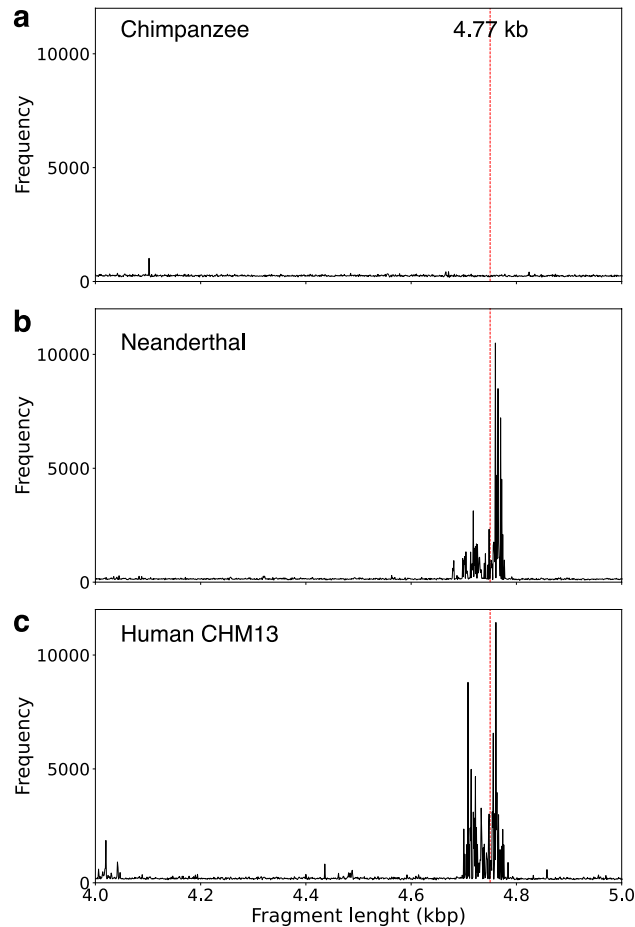 a
Chimpanzee 4.77 kb
10000
5000
0
Frequency
b
Neanderthal
10000
5000
0
Frequency
c
Human CHM13
10000
5000
0
Frequency
4.0 4.2 4.4 4.6 4.8 5.0
Fragment lenght (kbp)